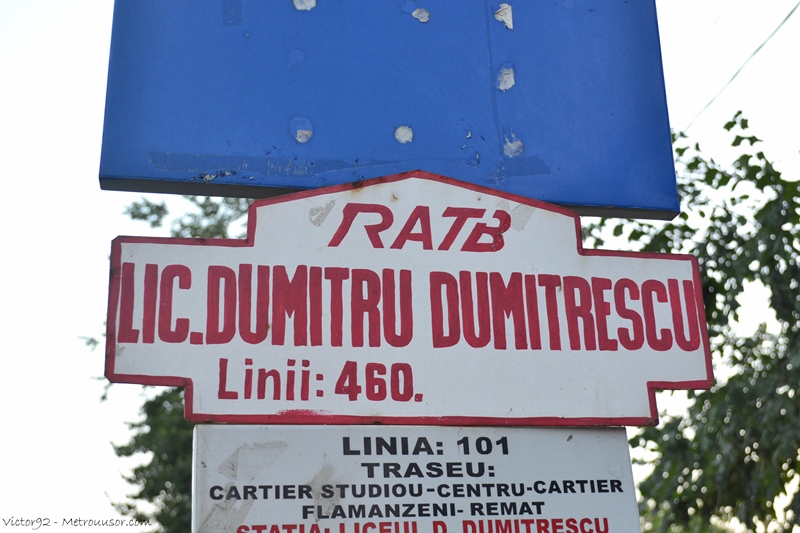 RATB
LIC.DUMITRU DUMITRESCU
Linii: 460.
LINIA: 101
TRASEU:
CARTIER STUDIOU-CENTRU-CARTIER
FLAMANZENI- REMAT
STATIA: LICEUL D. DUMITRESCU
Victor92 - Metrouusor.com